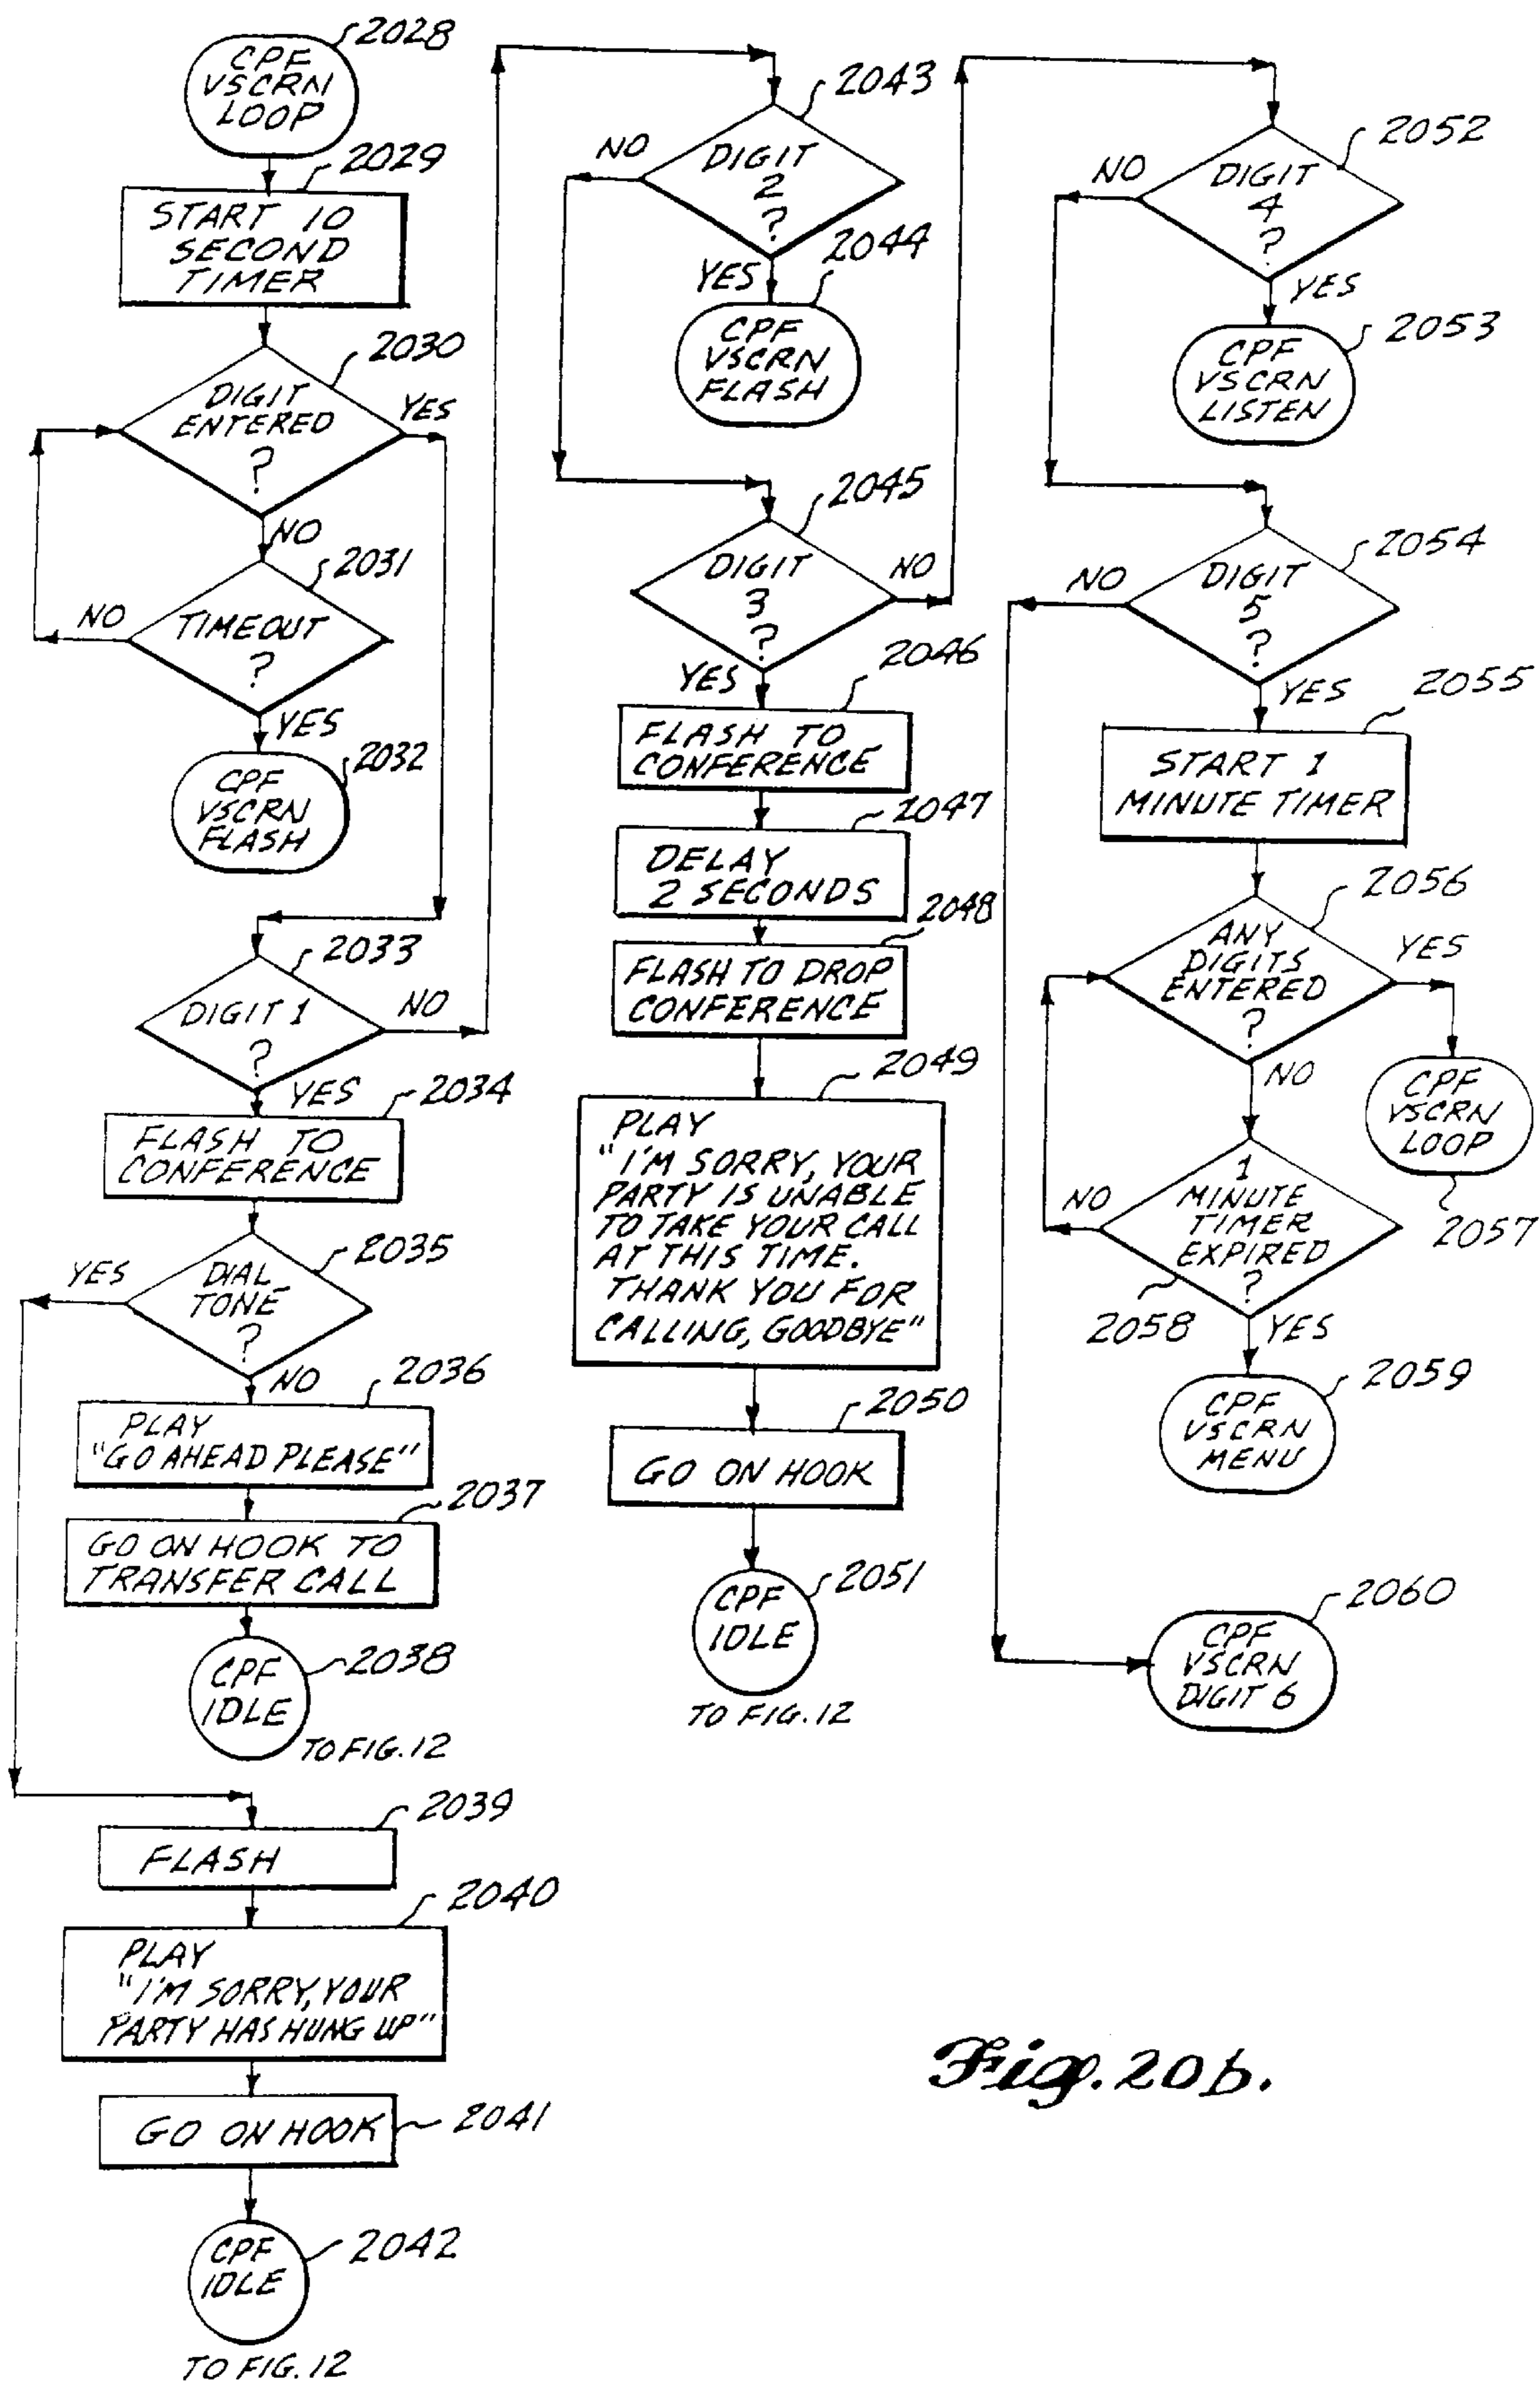 2028
CPF
VSCRN
LOOP
2029
START 10
SECOND
TIMER
2030
DIGIT
ENTERED
?
YES
NO
2031
TIMEOUT
?
NO
YES
2032
CPF
VSCRN
FLASH
2033
DIGIT 1
?
NO
YES
2034
FLASH TO
CONFERENCE
2035
DIAL
TONE
?
YES
NO
2036
PLAY
"GO AHEAD PLEASE"
2037
GO ON HOOK TO
TRANSFER CALL
2038
CPF
IDLE
TO FIG. 12
2039
FLASH
2040
PLAY
"I'M SORRY, YOUR
PARTY HAS HUNG UP"
2041
GO ON HOOK
2042
CPF
IDLE
TO FIG. 12
2043
DIGIT
2
?
NO
YES
2044
CPF
VSCRN
FLASH
2045
DIGIT
3
?
NO
YES
2046
FLASH TO
CONFERENCE
2047
DELAY
2 SECONDS
2048
FLASH TO DROP
CONFERENCE
2049
PLAY
"I'M SORRY, YOUR
PARTY IS UNABLE
TO TAKE YOUR CALL
AT THIS TIME.
THANK YOU FOR
CALLING, GOODBYE"
2050
GO ON HOOK
2051
CPF
IDLE
TO FIG. 12
2052
DIGIT
4
?
NO
YES
2053
CPF
VSCRN
LISTEN
2054
DIGIT
5
?
NO
YES
2055
START 1
MINUTE TIMER
2056
ANY
DIGITS
ENTERED
?
YES
NO
CPF
VSCRN
LOOP
2057
1
MINUTE
TIMER
EXPIRED
?
NO
2058
YES
2059
CPF
VSCRN
MENU
2060
CPF
VSCRN
DIGIT 6
Fig. 20b.